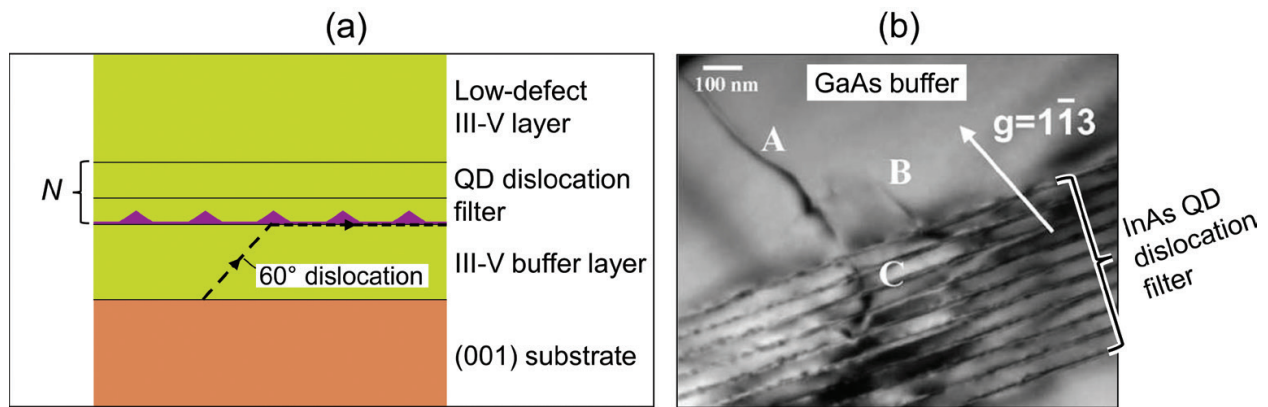 (a)
Low-defect
III-V layer
N
QD dislocation
filter
60° dislocation
III-V buffer layer
(001) substrate
(b)
100 nm
GaAs buffer
A
B
g=11̄3
C
InAs QD
dislocation
filter